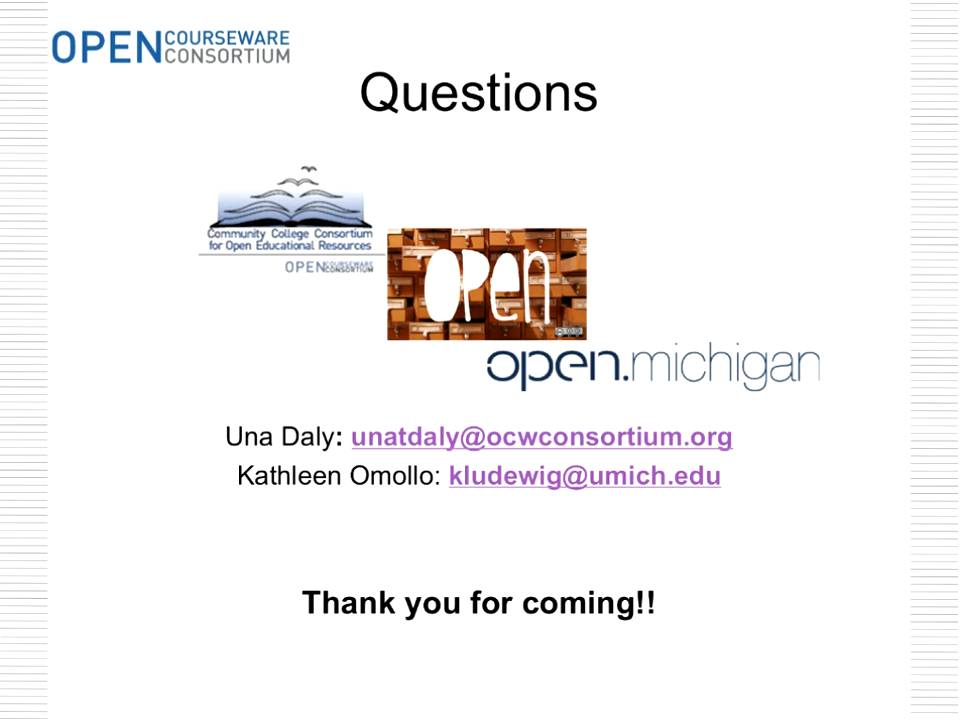 OPEN COURSEWARE CONSORTIUM
Questions
Community College Consortium
for Open Educational Resources
OPEN COURSEWARE CONSORTIUM
open
open.michigan
Una Daly: unatdaly@ocwconsortium.org
Kathleen Omollo: kludewig@umich.edu
Thank you for coming!!